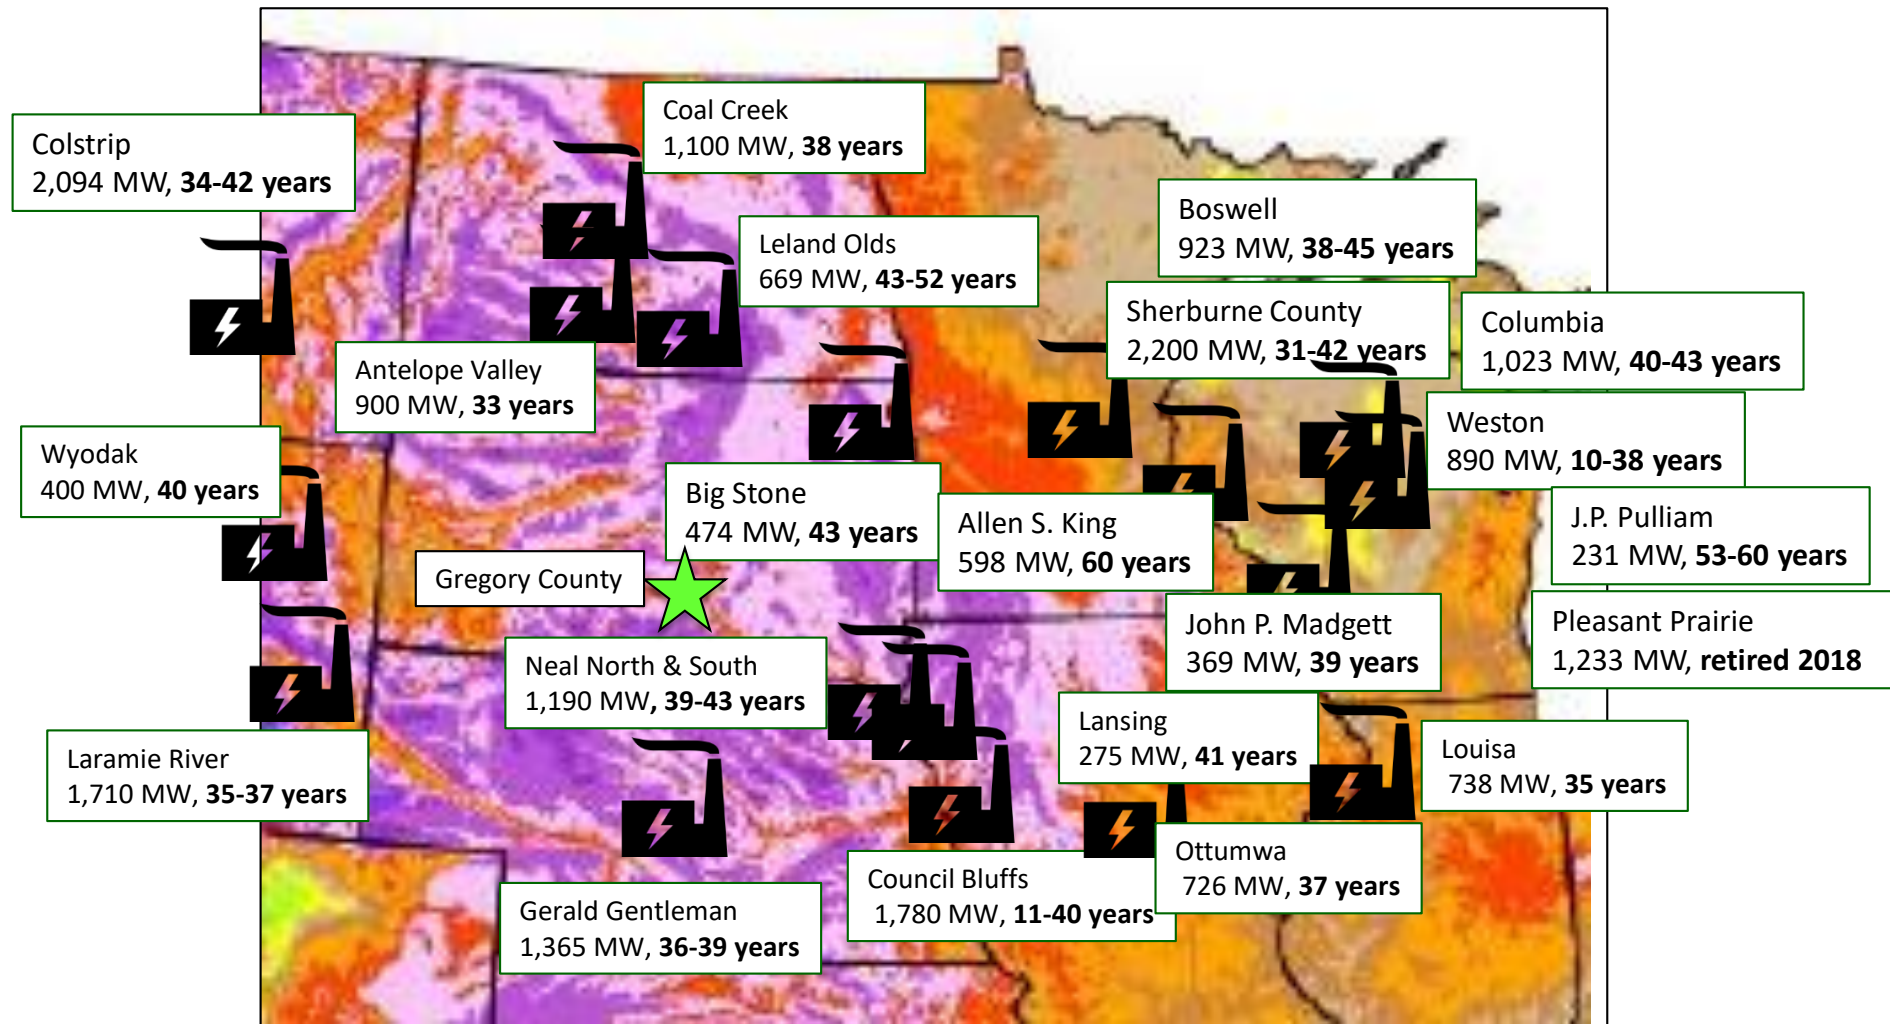 Coal Creek
1,100 MW, 38 years
Colstrip
2,094 MW, 34-42 years
Boswell
923 MW, 38-45 years
Leland Olds
669 MW, 43-52 years
Sherburne County
2,200 MW, 31-42 years
Columbia
1,023 MW, 40-43 years
Antelope Valley
900 MW, 33 years
Weston
890 MW, 10-38 years
Wyodak
400 MW, 40 years
Big Stone
474 MW, 43 years
Allen S. King
598 MW, 60 years
J.P. Pulliam
231 MW, 53-60 years
Gregory County
John P. Madgett
369 MW, 39 years
Pleasant Prairie
1,233 MW, retired 2018
Neal North & South
1,190 MW, 39-43 years
Lansing
275 MW, 41 years
Louisa
738 MW, 35 years
Laramie River
1,710 MW, 35-37 years
Ottumwa
726 MW, 37 years
Council Bluffs
1,780 MW, 11-40 years
Gerald Gentleman
1,365 MW, 36-39 years